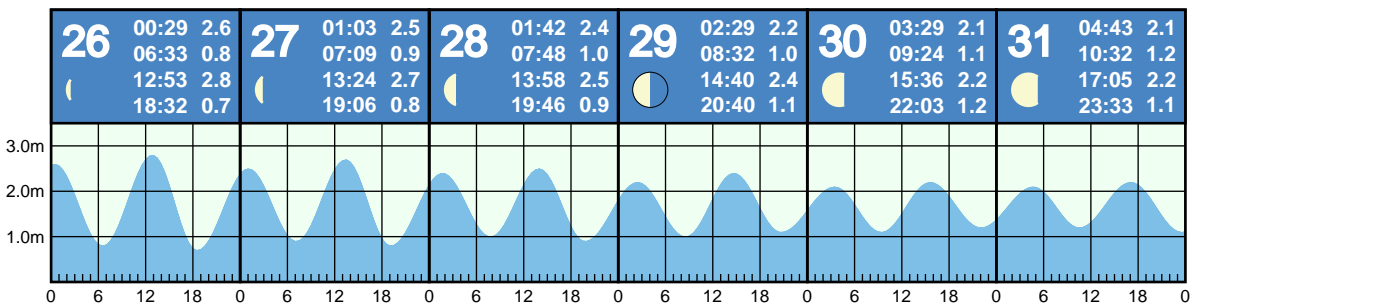 26 00:29 2.6 27 01:03 2.5 28 01:42 2.4 29 02:29 2.2 30 03:29 2.1 31 04:43 2.1
06:33 0.8 07:09 0.9 07:48 1.0 08:32 1.0 09:24 1.1 10:32 1.2
12:53 2.8 13:24 2.7 13:58 2.5 14:40 2.4 15:36 2.2 17:05 2.2
18:32 0.7 19:06 0.8 19:46 0.9 20:40 1.1 22:03 1.2 23:33 1.1
3.0m
2.0m
1.0m
0 6 12 18 0 6 12 18 0 6 12 18 0 6 12 18 0 6 12 18 0 6 12 18 0